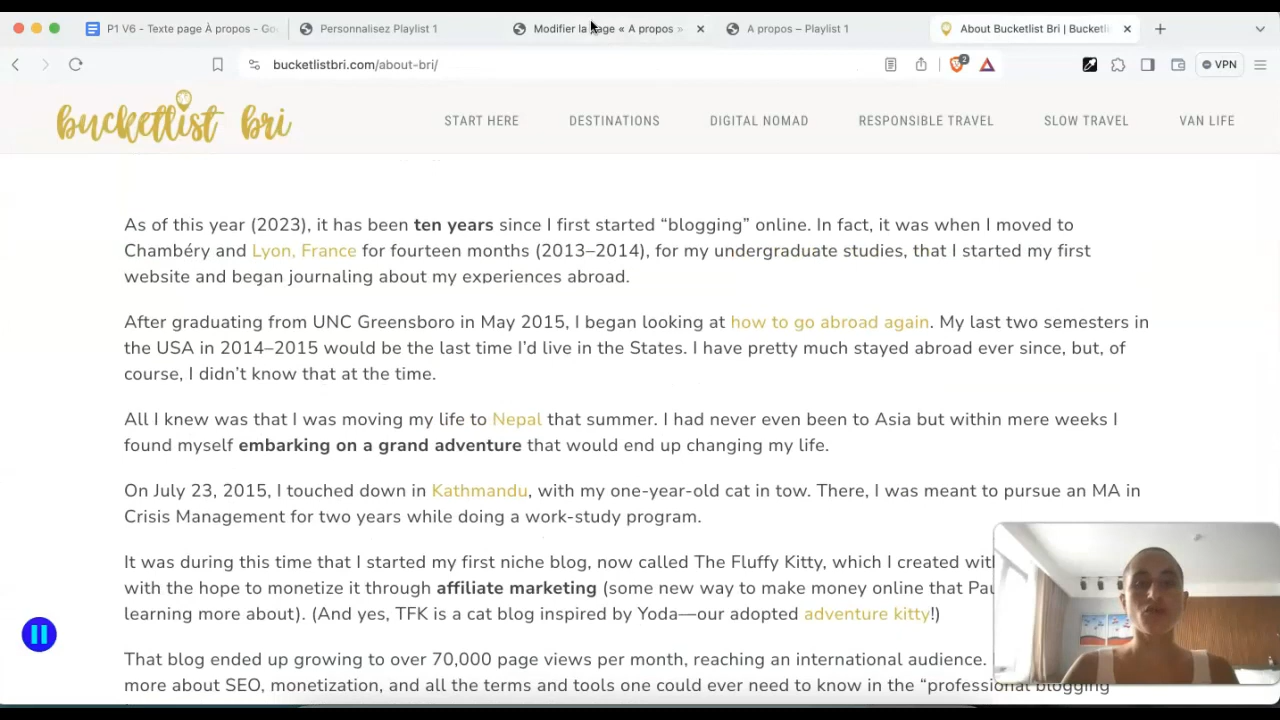 P1 V6 - Texte page À propos - Go
Personnalisez Playlist 1
Modifier la page « A propos »
A propos – Playlist 1
About Bucketlist Bri | Bucketli
bucketlistbri.com/about-bri/
2
VPN
bucketlist bri
START HERE
DESTINATIONS
DIGITAL NOMAD
RESPONSIBLE TRAVEL
SLOW TRAVEL
VAN LIFE
As of this year (2023), it has been ten years since I first started “blogging” online. In fact, it was when I moved to
Chambéry and Lyon, France for fourteen months (2013–2014), for my undergraduate studies, that I started my first
website and began journaling about my experiences abroad.
After graduating from UNC Greensboro in May 2015, I began looking at how to go abroad again. My last two semesters in
the USA in 2014–2015 would be the last time I’d live in the States. I have pretty much stayed abroad ever since, but, of
course, I didn’t know that at the time.
All I knew was that I was moving my life to Nepal that summer. I had never even been to Asia but within mere weeks I
found myself embarking on a grand adventure that would end up changing my life.
On July 23, 2015, I touched down in Kathmandu, with my one-year-old cat in tow. There, I was meant to pursue an MA in
Crisis Management for two years while doing a work-study program.
It was during this time that I started my first niche blog, now called The Fluffy Kitty, which I created with
with the hope to monetize it through affiliate marketing (some new way to make money online that Pau
learning more about). (And yes, TFK is a cat blog inspired by Yoda—our adopted adventure kitty!)
That blog ended up growing to over 70,000 page views per month, reaching an international audience.
more about SEO, monetization, and all the terms and tools one could ever need to know in the “professional blogging